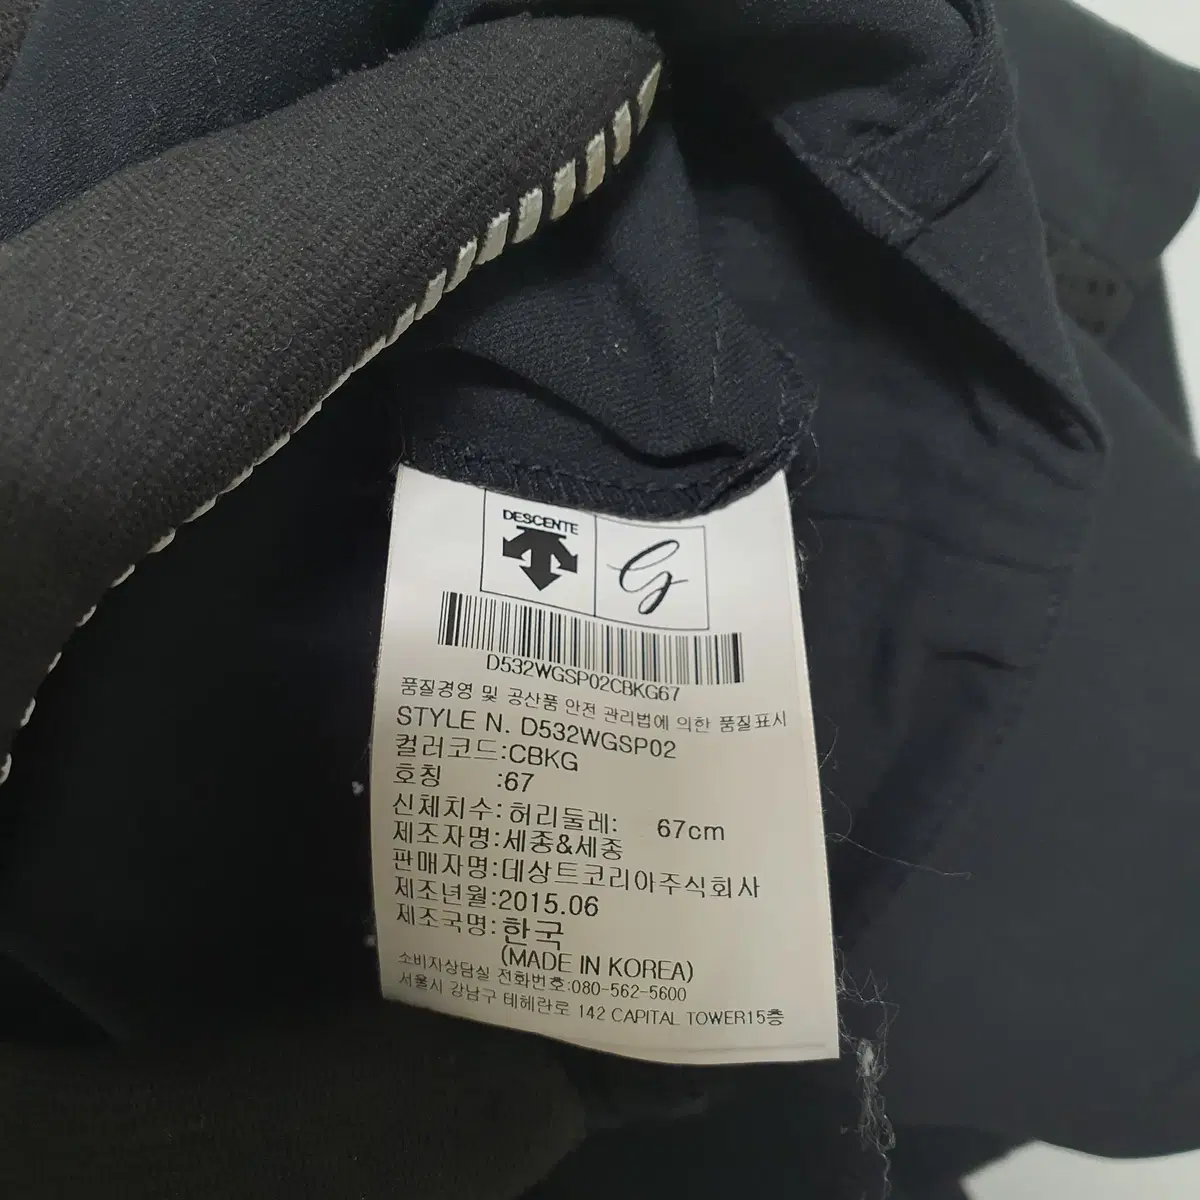 DESCENTE
G
D532WGSP02CBKG67
품질경영 및 공산품 안전 관리법에 의한 품질표시
STYLE N. D532WGSP02
컬러코드:CBKG
호칭 :67
신체치수:허리둘레: 67cm
제조자명:세종&세종
판매자명:데상트코리아주식회사
제조년월:2015.06
제조국명:한국
(MADE IN KOREA)
소비자상담실 전화번호:080-562-5600
서울시 강남구 테헤란로 142 CAPITAL TOWER15층